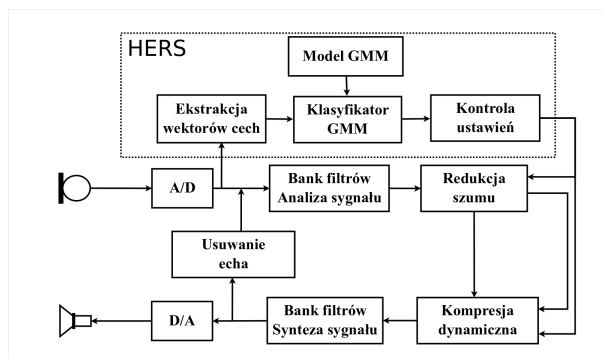 HERS
Model GMM
Ekstrakcja
wektorów cech
Klasyfikator
GMM
Kontrola
ustawień
A/D
Bank filtrów
Analiza sygnału
Redukcja
szumu
Usuwanie
echa
D/A
Bank filtrów
Synteza sygnału
Kompresja
dynamiczna